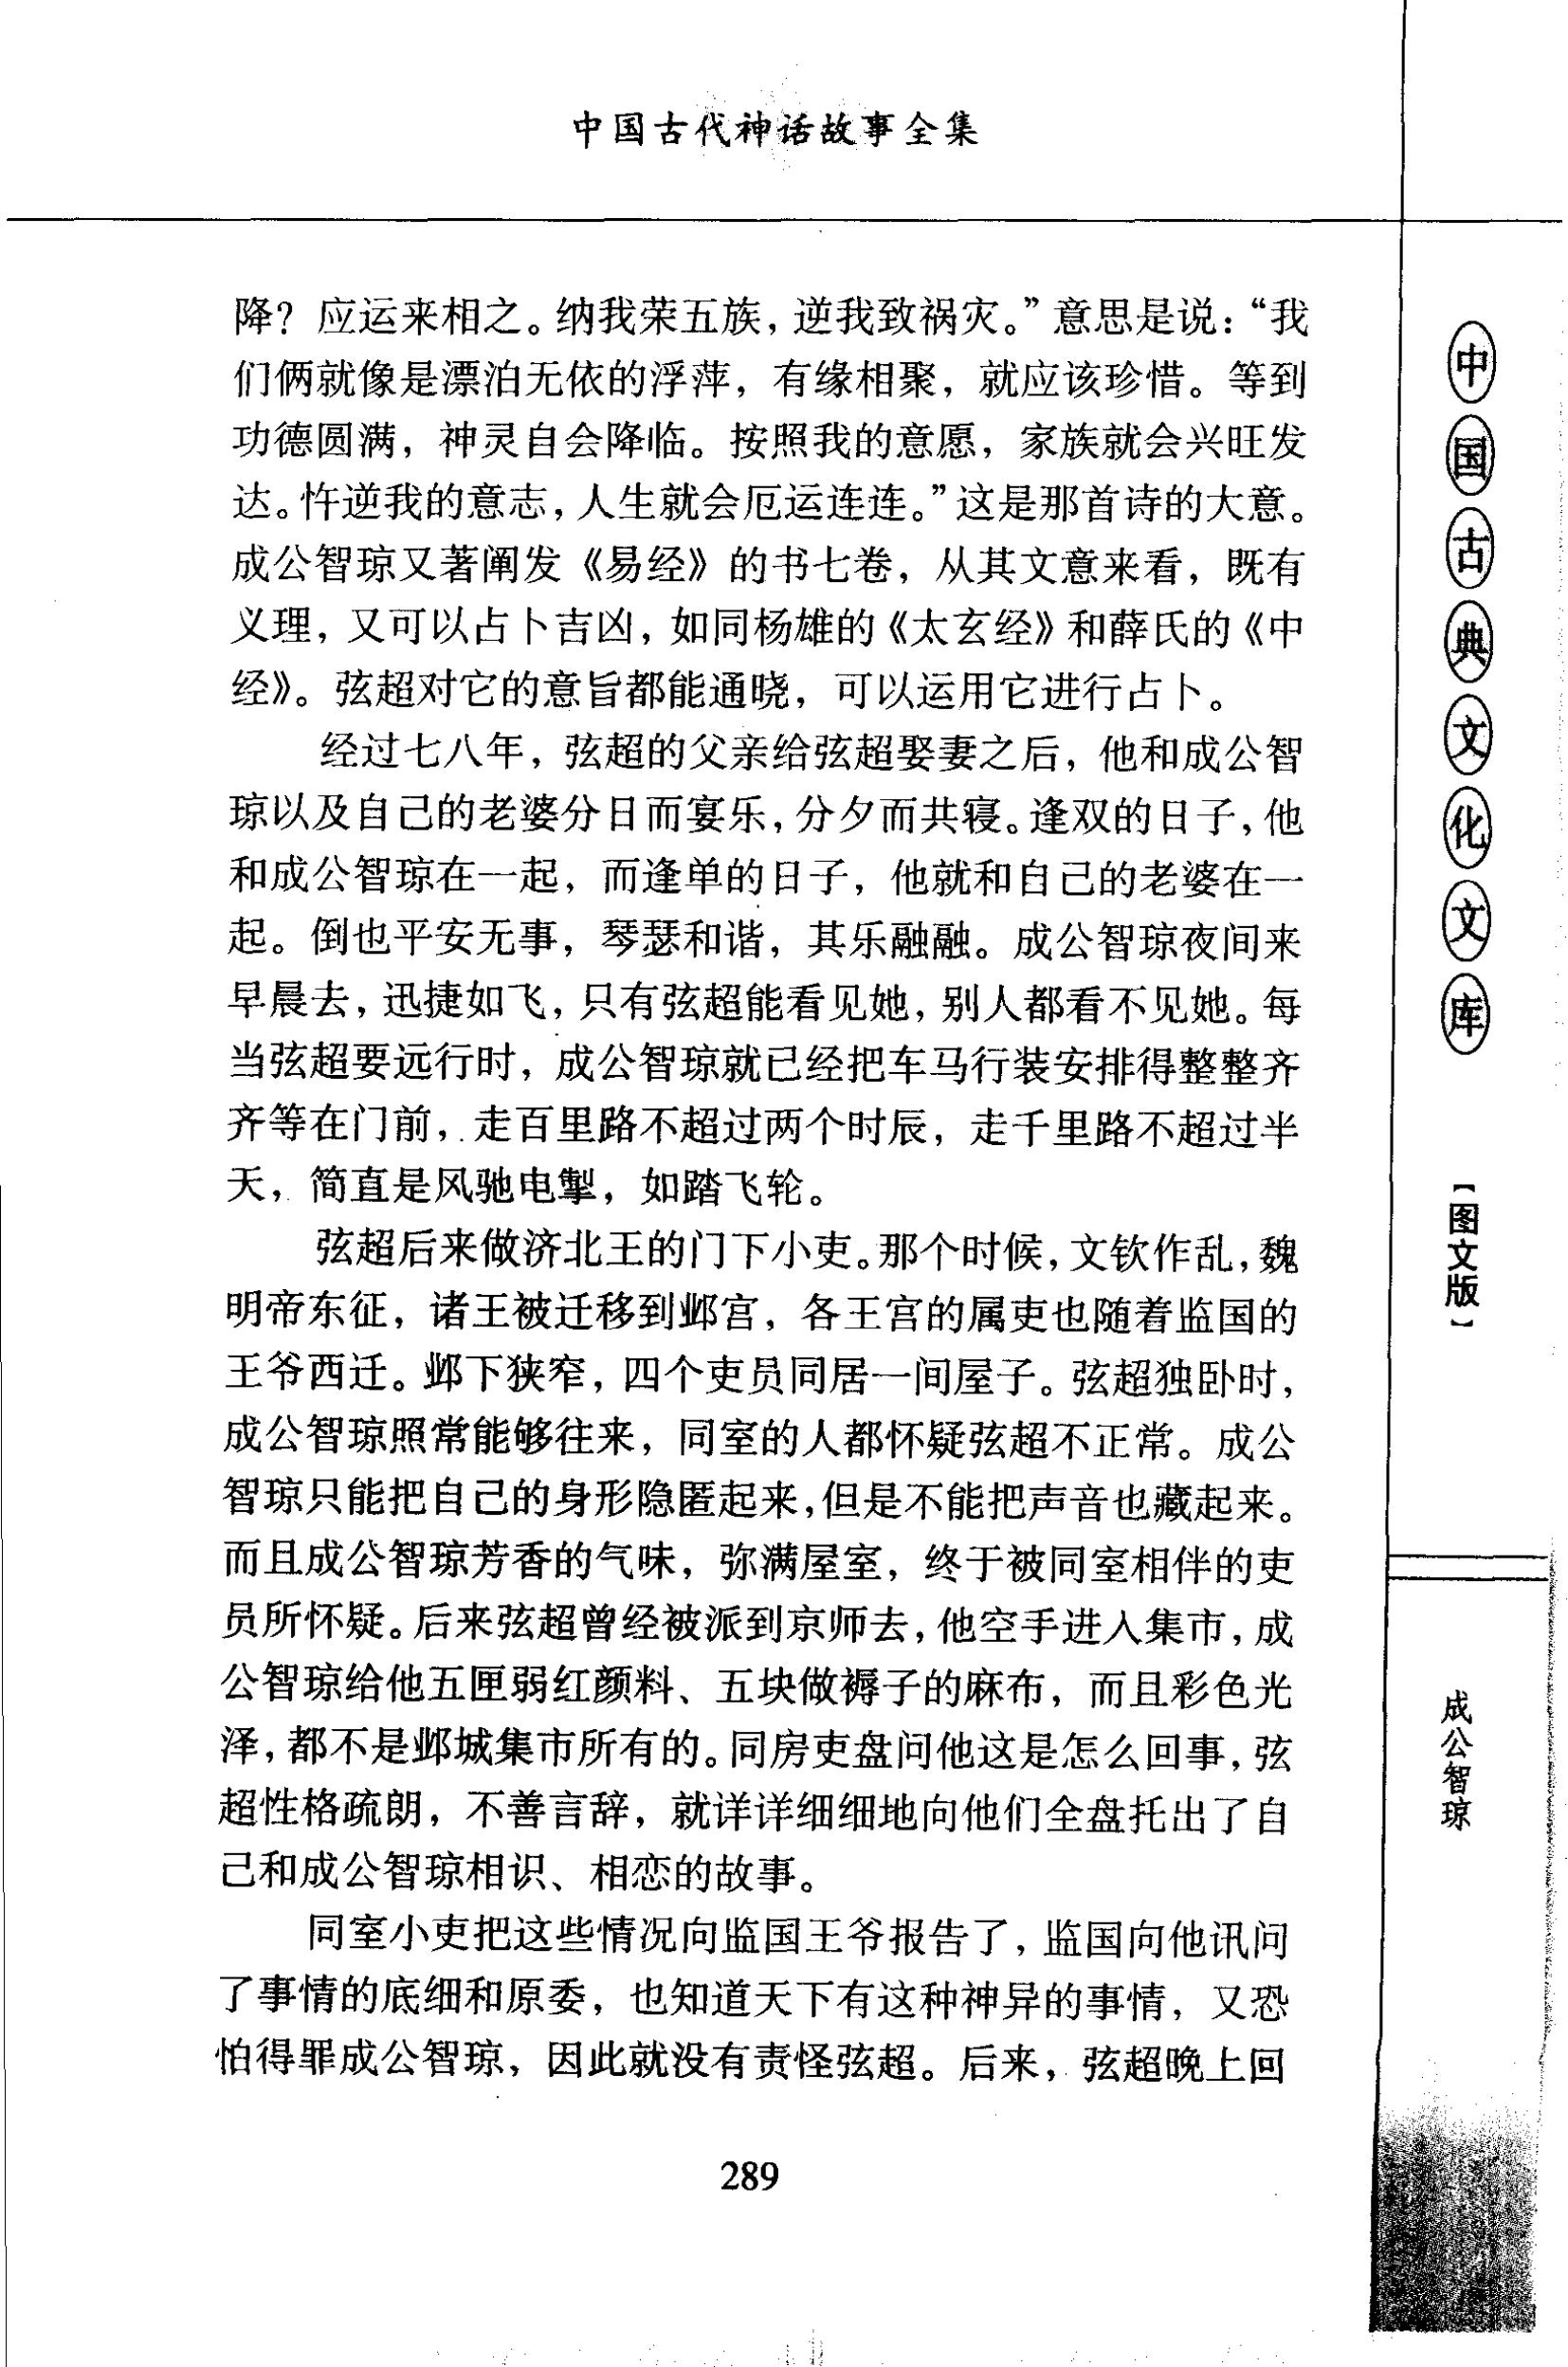 中国古代神话故事全集
降？应运来相之。纳我荣五族，逆我致祸灾。”意思是说：“我
们俩就像是漂泊无依的浮萍，有缘相聚，就应该珍惜。等到
功德圆满，神灵自会降临。按照我的意愿，家族就会兴旺发
达。忤逆我的意志，人生就会厄运连连。”这是那首诗的大意。
成公智琼又著阐发《易经》的书七卷，从其文意来看，既有
义理，又可以占卜吉凶，如同杨雄的《太玄经》和薛氏的《中
经》。弦超对它的意旨都能通晓，可以运用它进行占卜。
经过七八年，弦超的父亲给弦超娶妻之后，他和成公智
琼以及自己的老婆分日而宴乐，分夕而共寝。逢双的日子，他
和成公智琼在一起，而逢单的日子，他就和自己的老婆在一
起。倒也平安无事，琴瑟和谐，其乐融融。成公智琼夜间来
早晨去，迅捷如飞，只有弦超能看见她，别人都看不见她。每
当弦超要远行时，成公智琼就已经把车马行装安排得整整齐
齐等在门前，走百里路不超过两个时辰，走千里路不超过半
天，简直是风驰电掣，如踏飞轮。
弦超后来做济北王的门下小吏。那个时候，文钦作乱，魏
明帝东征，诸王被迁移到邺宫，各王宫的属吏也随着监国的
王爷西迁。邺下狭窄，四个吏员同居一间屋子。弦超独卧时，
成公智琼照常能够往来，同室的人都怀疑弦超不正常。成公
智琼只能把自己的身形隐匿起来，但是不能把声音也藏起来。
而且成公智琼芳香的气味，弥满屋室，终于被同室相伴的吏
员所怀疑。后来弦超曾经被派到京师去，他空手进入集市，成
公智琼给他五匣弱红颜料、五块做褥子的麻布，而且彩色光
泽，都不是邺城集市所有的。同房吏盘问他这是怎么回事，弦
超性格疏朗，不善言辞，就详详细细地向他们全盘托出了自
己和成公智琼相识、相恋的故事。
同室小吏把这些情况向监国王爷报告了，监国向他讯问
了事情的底细和原委，也知道天下有这种神异的事情，又恐
怕得罪成公智琼，因此就没有责怪弦超。后来，弦超晚上回
289
中国古典文化文库
【图文版】
成公智琼